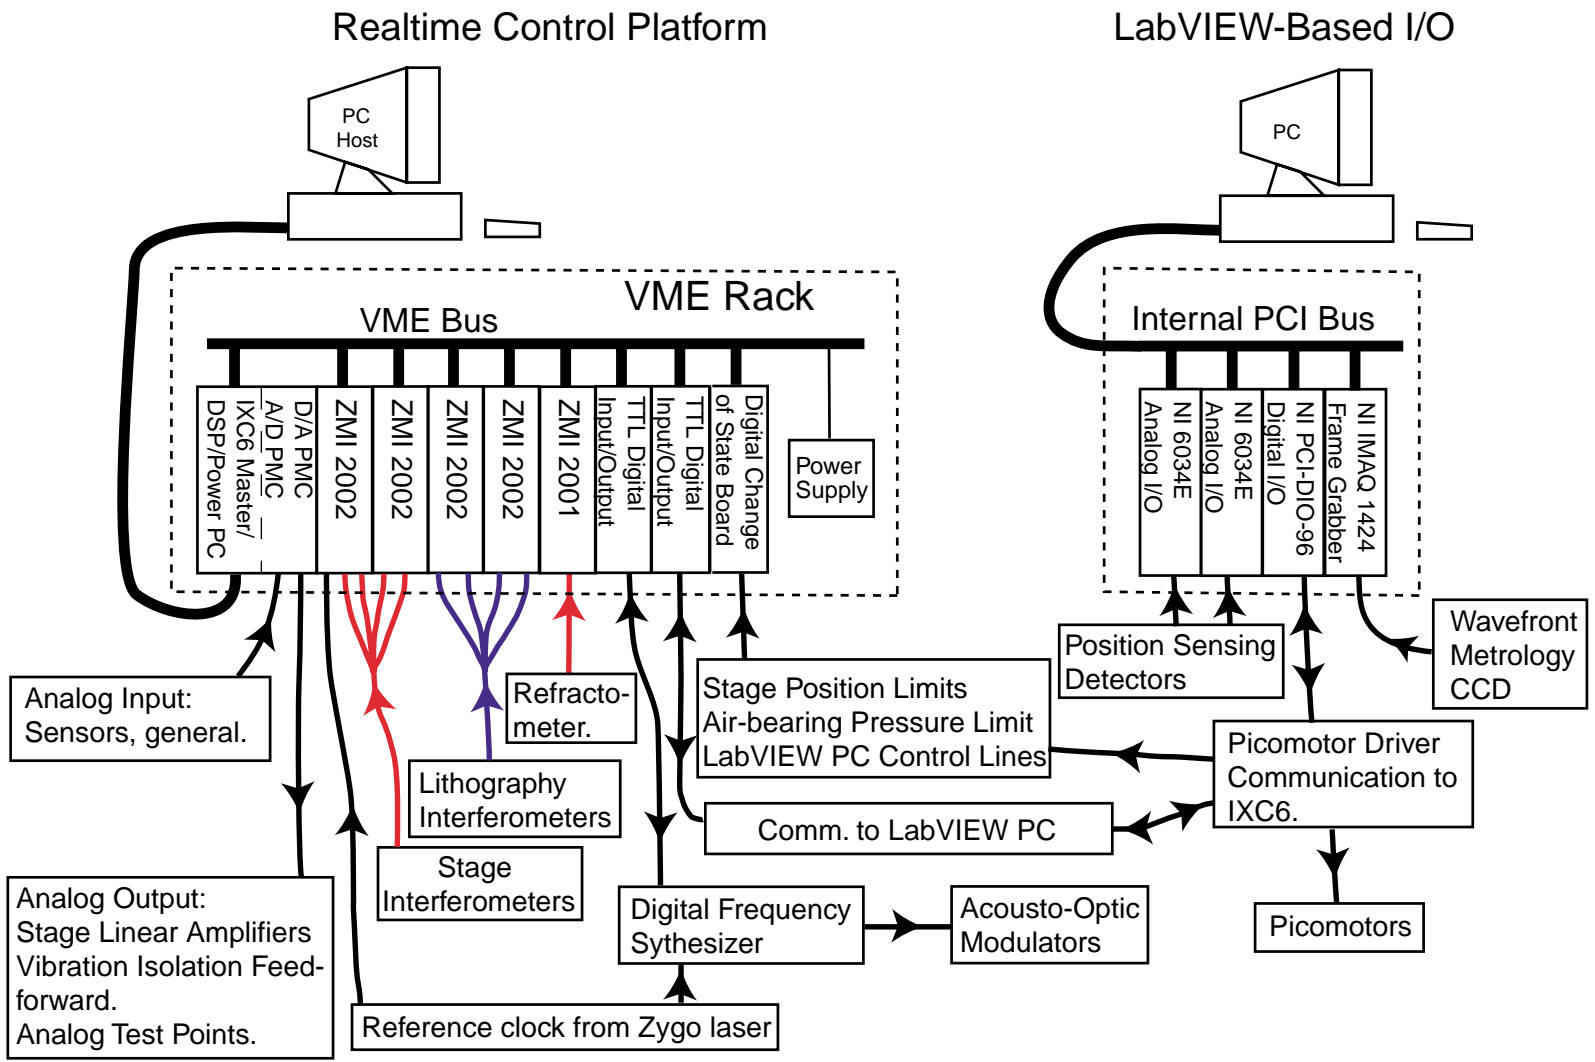 Realtime Control Platform
LabVIEW-Based I/O
PC
Host
PC
VME Rack
VME Bus
Internal PCI Bus
IXC6 Master/
DSP/Power PC
D/A PMC
A/D PMC
ZMI 2002
ZMI 2002
ZMI 2002
ZMI 2002
ZMI 2001
TTL Digital
Input/Output
TTL Digital
Input/Output
Digital Change
of State Board
Power
Supply
NI 6034E
Analog I/O
NI 6034E
Analog I/O
NI PCI-DIO-96
Digital I/O
NI IMAQ 1424
Frame Grabber
Analog Input:
Sensors, general.
Refracto-
meter.
Stage Position Limits
Air-bearing Pressure Limit
LabVIEW PC Control Lines
Position Sensing
Detectors
Wavefront
Metrology
CCD
Lithography
Interferometers
Picomotor Driver
Communication to
IXC6.
Comm. to LabVIEW PC
Stage
Interferometers
Analog Output:
Stage Linear Amplifiers
Vibration Isolation Feed-
forward.
Analog Test Points.
Digital Frequency
Sythesizer
Acousto-Optic
Modulators
Picomotors
Reference clock from Zygo laser